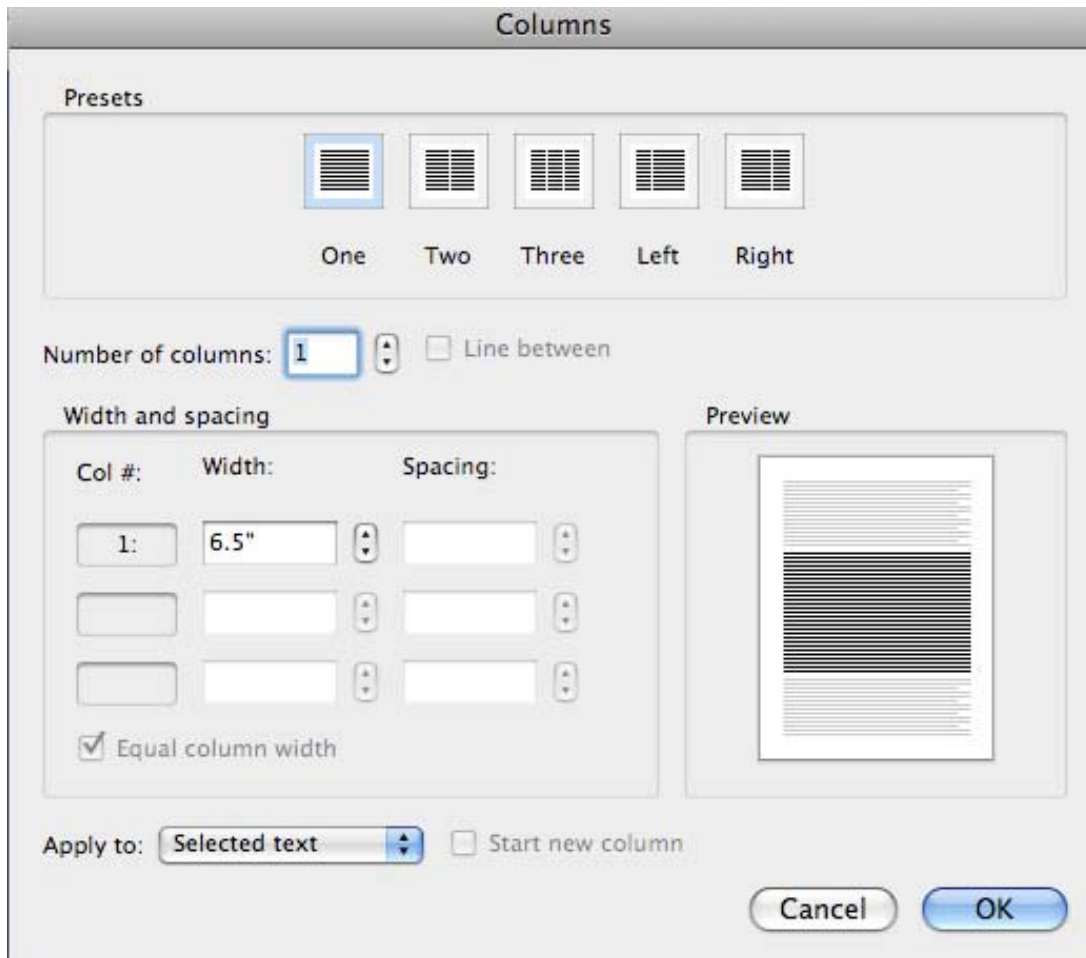 Columns
Presets
One Two Three Left Right
Number of columns: 1 Line between
Width and spacing
Preview
Col #: Width: Spacing:
1: 6.5"
Equal column width
Apply to: Selected text Start new column
Cancel OK